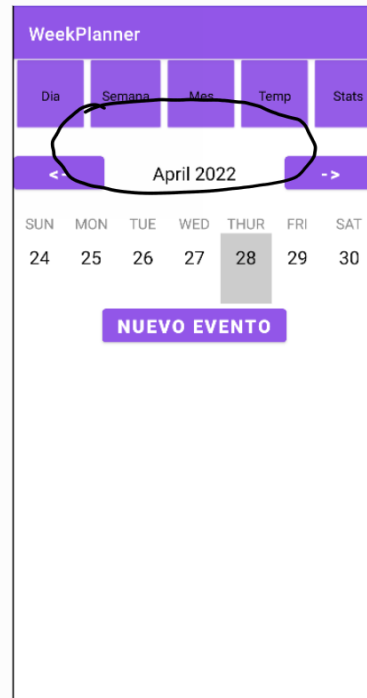 WeekPlanner
Dia Semana Mes Temp Stats
<- April 2022 ->
SUN MON TUE WED THUR FRI SAT
24 25 26 27 28 29 30
NUEVO EVENTO